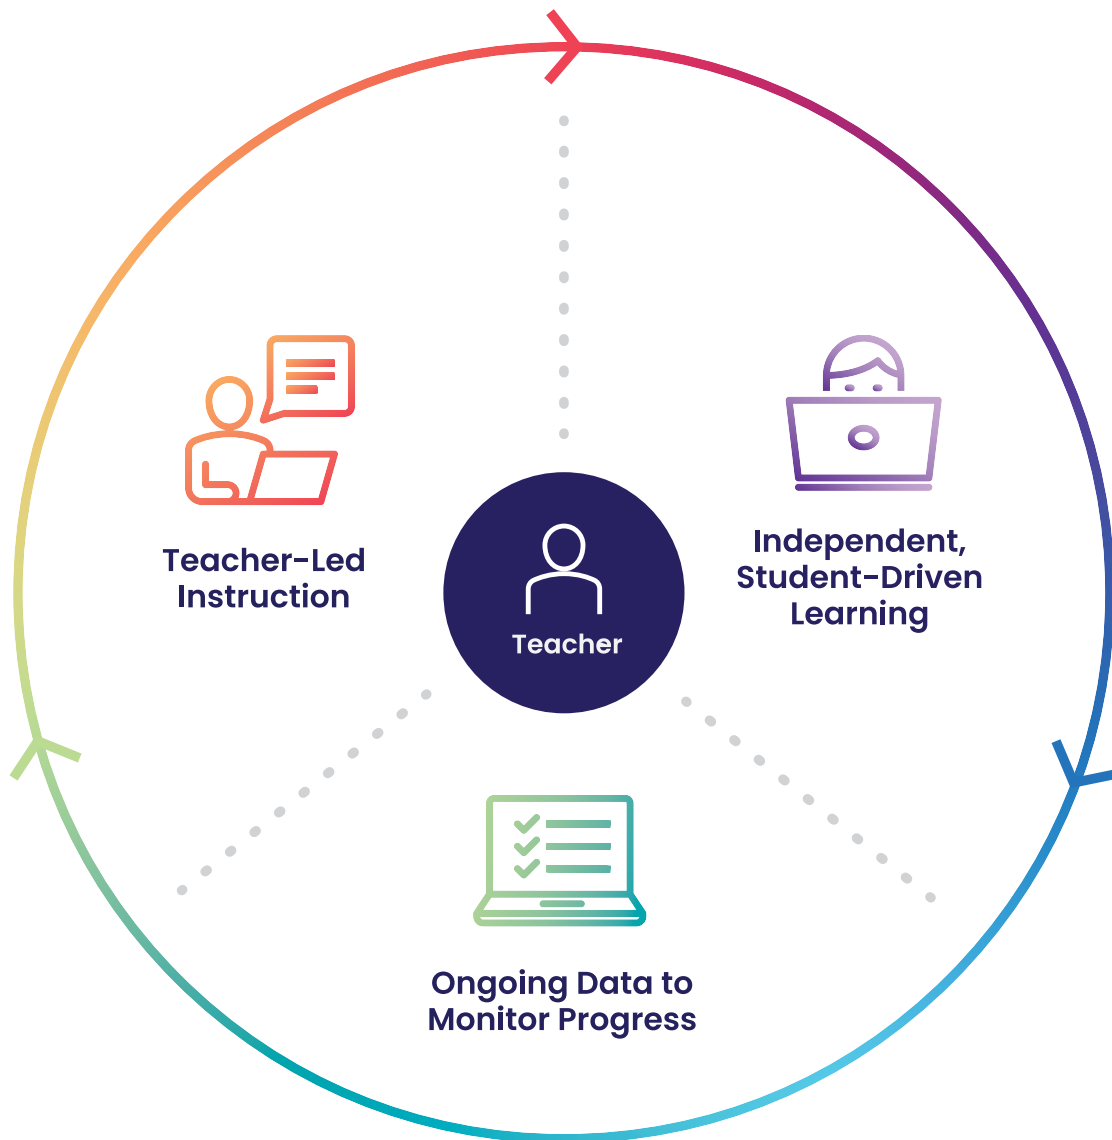 Teacher-Led
Instruction
Independent,
Student-Driven
Learning
Teacher
Ongoing Data to
Monitor Progress